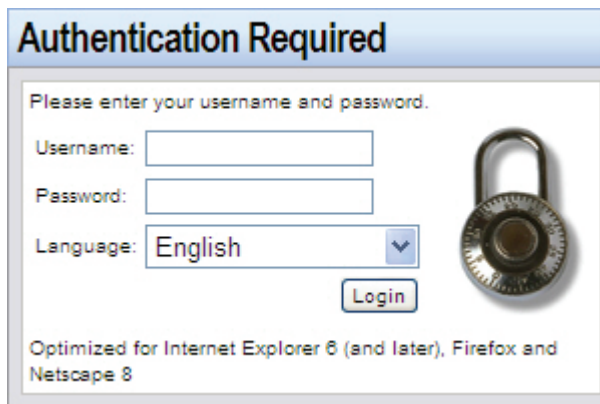 Authentication Required
Please enter your username and password.
Username:
Password:
Language: English
Login
Optimized for Internet Explorer 6 (and later), Firefox and
Netscape 8